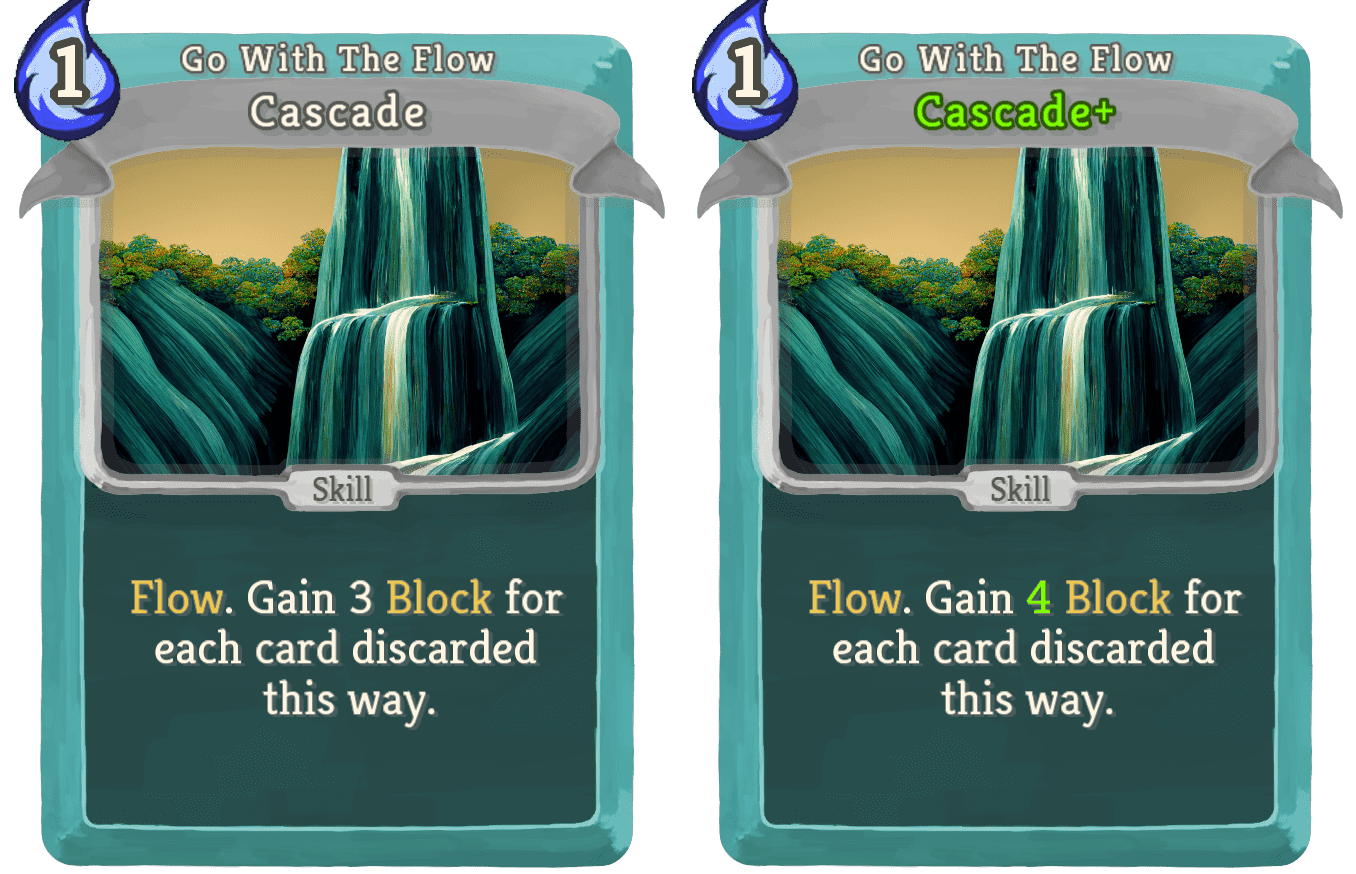 1
Go With The Flow
Cascade
Skill
Flow. Gain 3 Block for
each card discarded
this way.
1
Go With The Flow
Cascade+
Skill
Flow. Gain 4 Block for
each card discarded
this way.